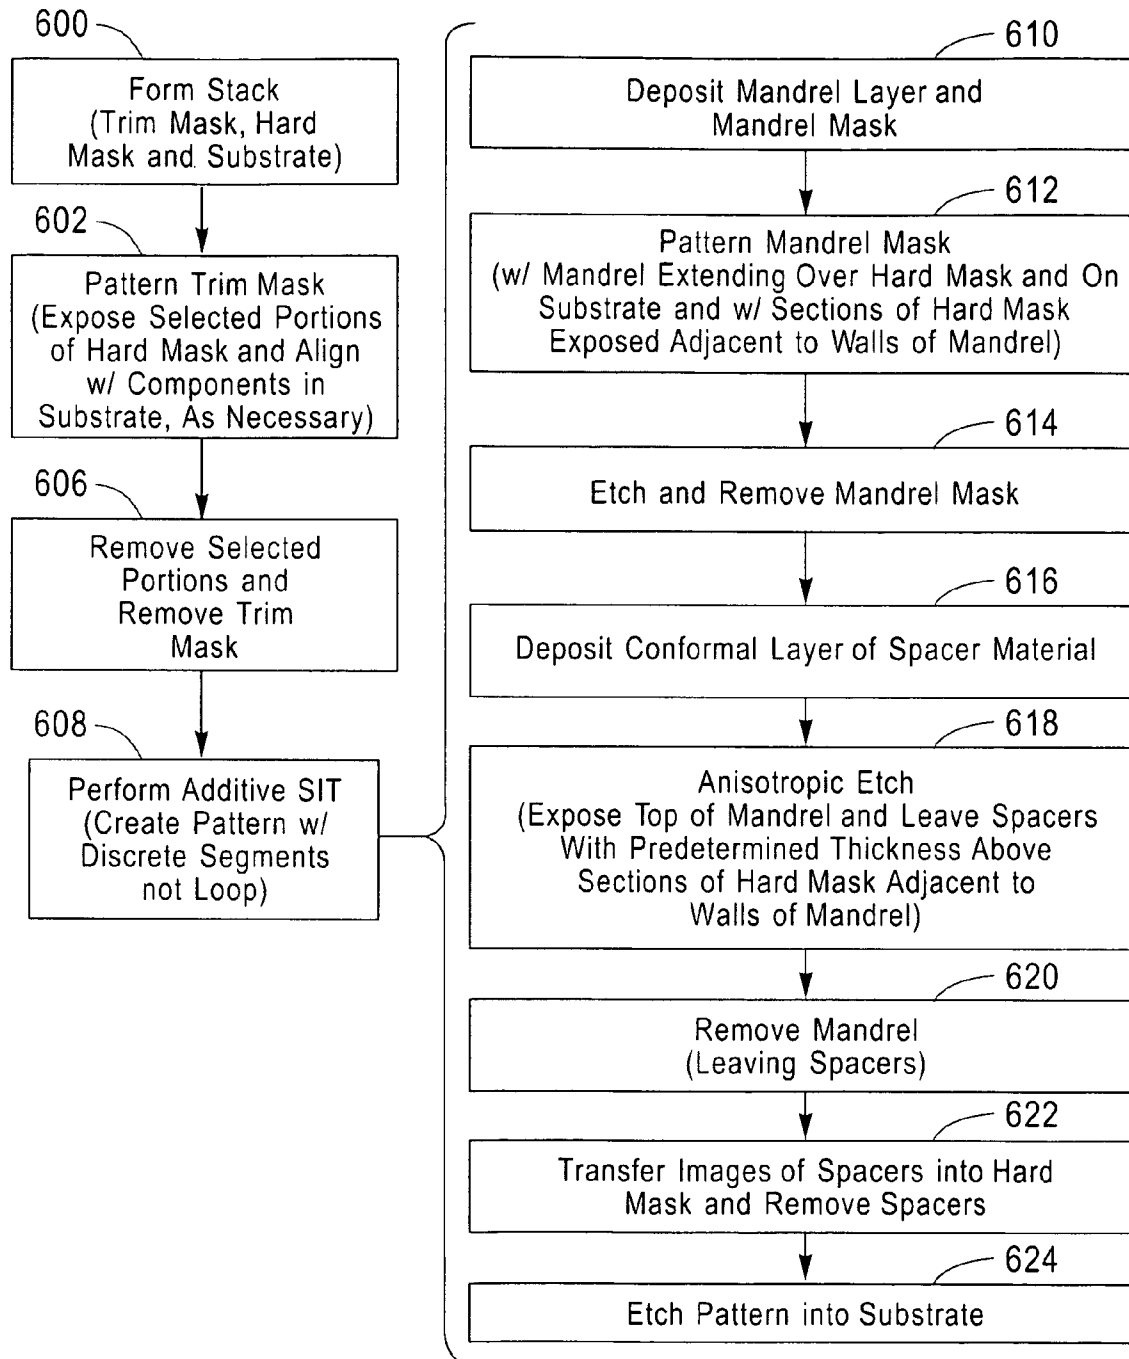 600
Form Stack
(Trim Mask, Hard
Mask and Substrate)
602
Pattern Trim Mask
(Expose Selected Portions
of Hard Mask and Align
w/ Components in
Substrate, As Necessary)
606
Remove Selected
Portions and
Remove Trim
Mask
608
Perform Additive SIT
(Create Pattern w/
Discrete Segments
not Loop)
610
Deposit Mandrel Layer and
Mandrel Mask
612
Pattern Mandrel Mask
(w/ Mandrel Extending Over Hard Mask and On
Substrate and w/ Sections of Hard Mask
Exposed Adjacent to Walls of Mandrel)
614
Etch and Remove Mandrel Mask
616
Deposit Conformal Layer of Spacer Material
618
Anisotropic Etch
(Expose Top of Mandrel and Leave Spacers
With Predetermined Thickness Above
Sections of Hard Mask Adjacent to
Walls of Mandrel)
620
Remove Mandrel
(Leaving Spacers)
622
Transfer Images of Spacers into Hard
Mask and Remove Spacers
624
Etch Pattern into Substrate